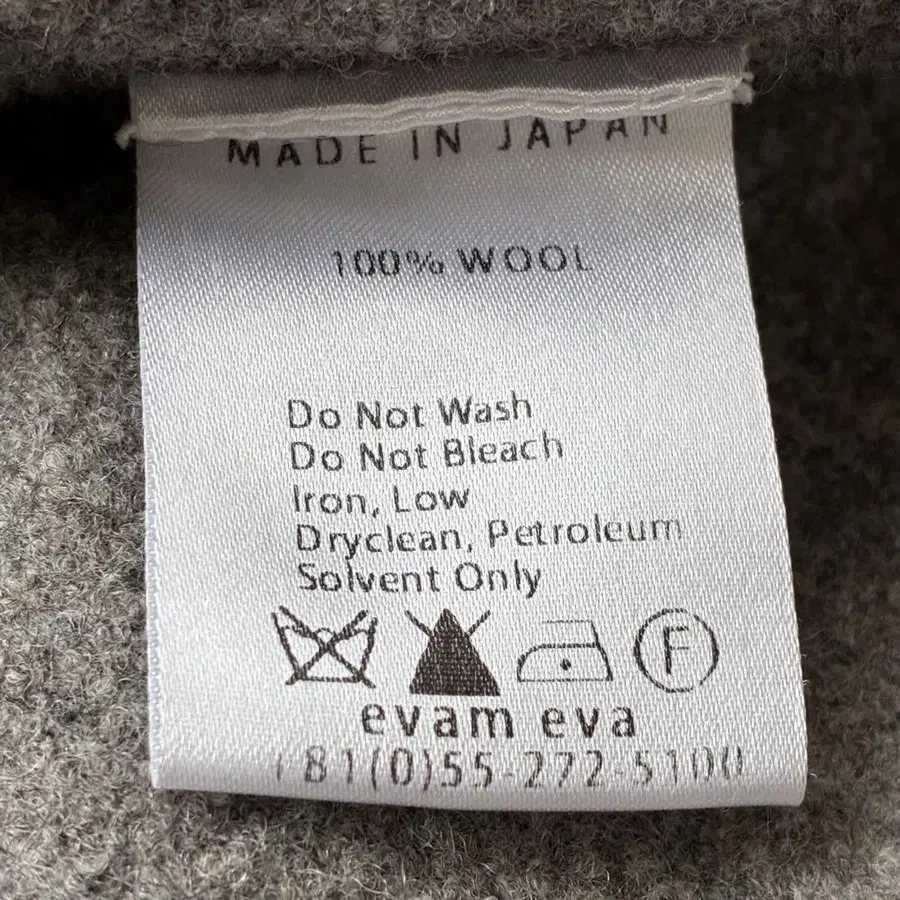 MADE IN JAPAN
100% WOOL
Do Not Wash
Do Not Bleach
Iron, Low
Dryclean, Petroleum
Solvent Only
F
evam eva
81(0)55-272-5100